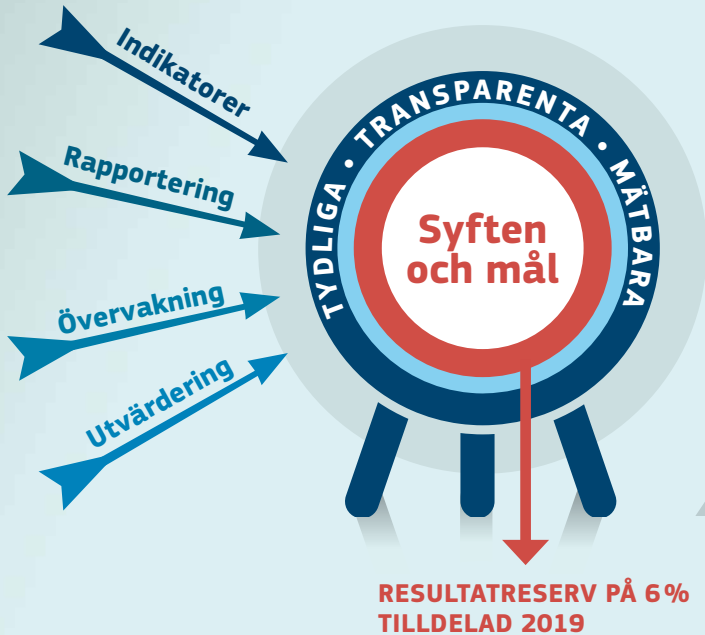 Indikatorer
Rapportering
Övervakning
Utvärdering
TYDLIGA • TRANSPARENTA • MÄTBARA
Syften
och mål
RESULTATRESERV PÅ 6 %
TILLDELAD 2019